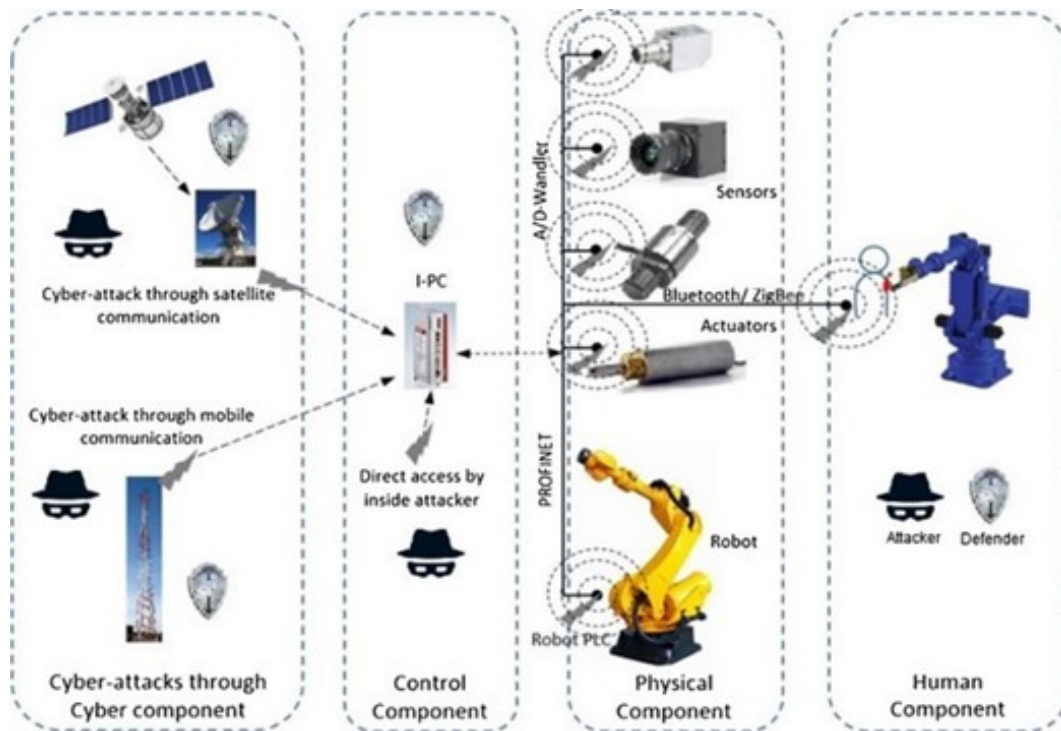 Cyber-attack through satellite
communication
Cyber-attack through mobile
communication
Cyber-attacks through
Cyber component
I-PC
Direct access by
inside attacker
Control
Component
A/D-Wandler
PROFINET
Sensors
Bluetooth/ ZigBee
Actuators
Robot
Robot PLC
Physical
Component
Attacker
Defender
Human
Component